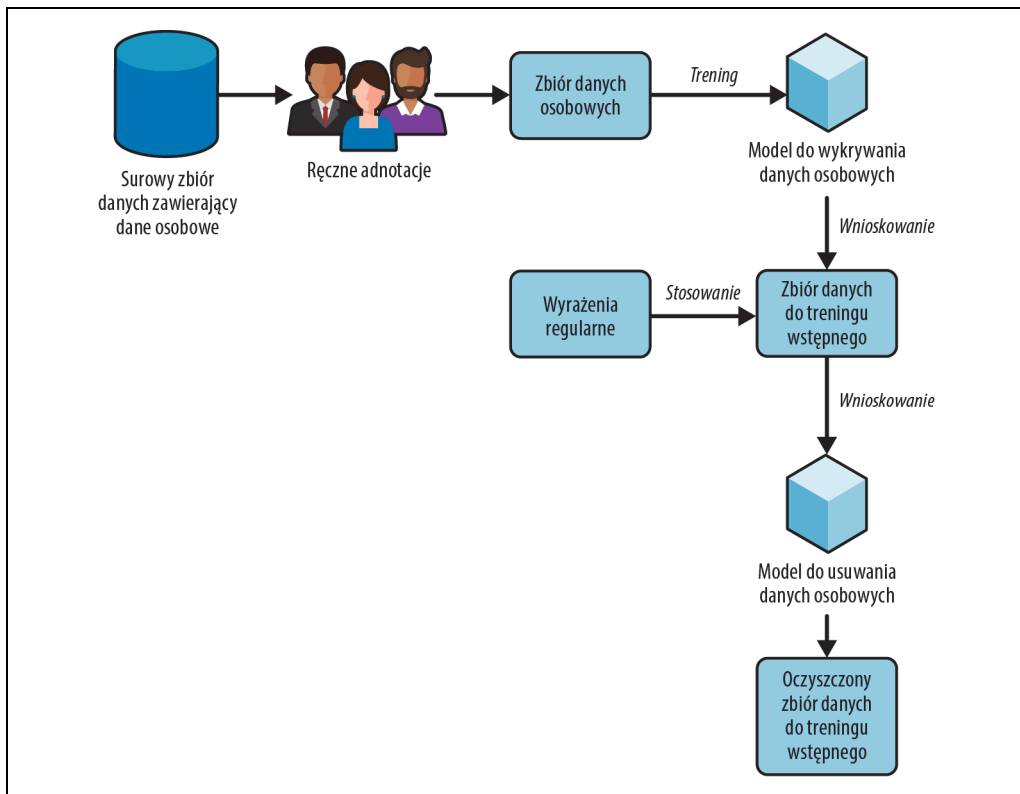 Surowy zbiór
danych zawierający
dane osobowe
Ręczne adnotacje
Zbiór danych
osobowych
Trening
Model do wykrywania
danych osobowych
Wnioskowanie
Wyrażenia
regularne
Stosowanie
Zbiór danych
do treningu
wstępnego
Wnioskowanie
Model do usuwania
danych osobowych
Oczyszczony
zbiór danych
do treningu
wstępnego